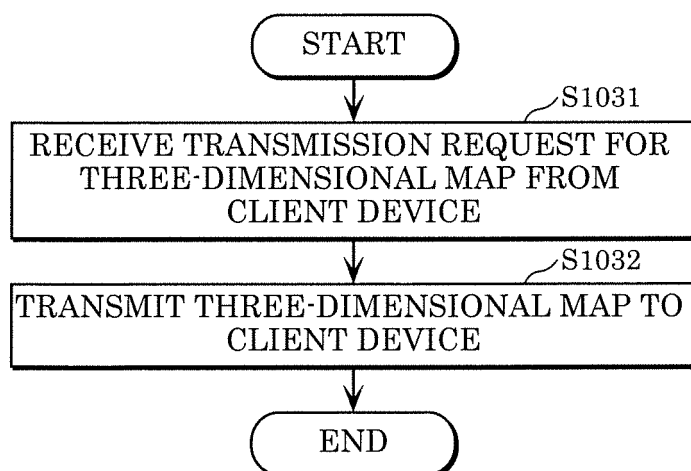 START
S1031
RECEIVE TRANSMISSION REQUEST FOR
THREE-DIMENSIONAL MAP FROM
CLIENT DEVICE
S1032
TRANSMIT THREE-DIMENSIONAL MAP TO
CLIENT DEVICE
END